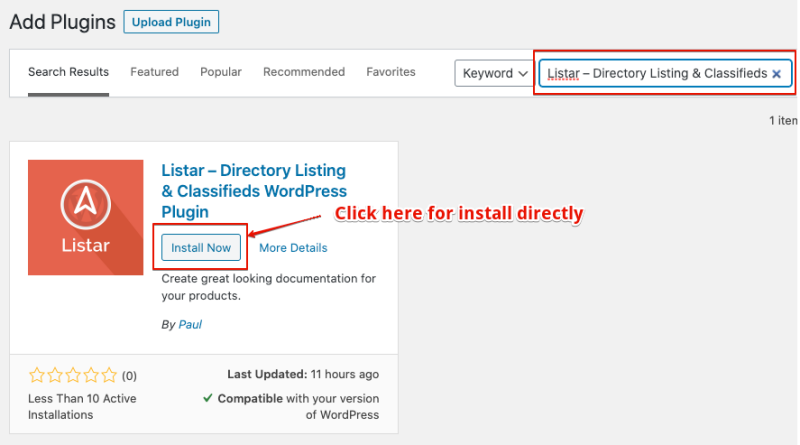 Add Plugins Upload Plugin
Search Results Featured Popular Recommended Favorites Keyword Listar – Directory Listing & Classifieds
1 item
Listar – Directory Listing
& Classifieds WordPress
Plugin
Click here for install directly
Listar
Install Now More Details
Create great looking documentation for
your products.
By Paul
(0) Last Updated: 11 hours ago
Less Than 10 Active Compatible with your version
Installations of WordPress